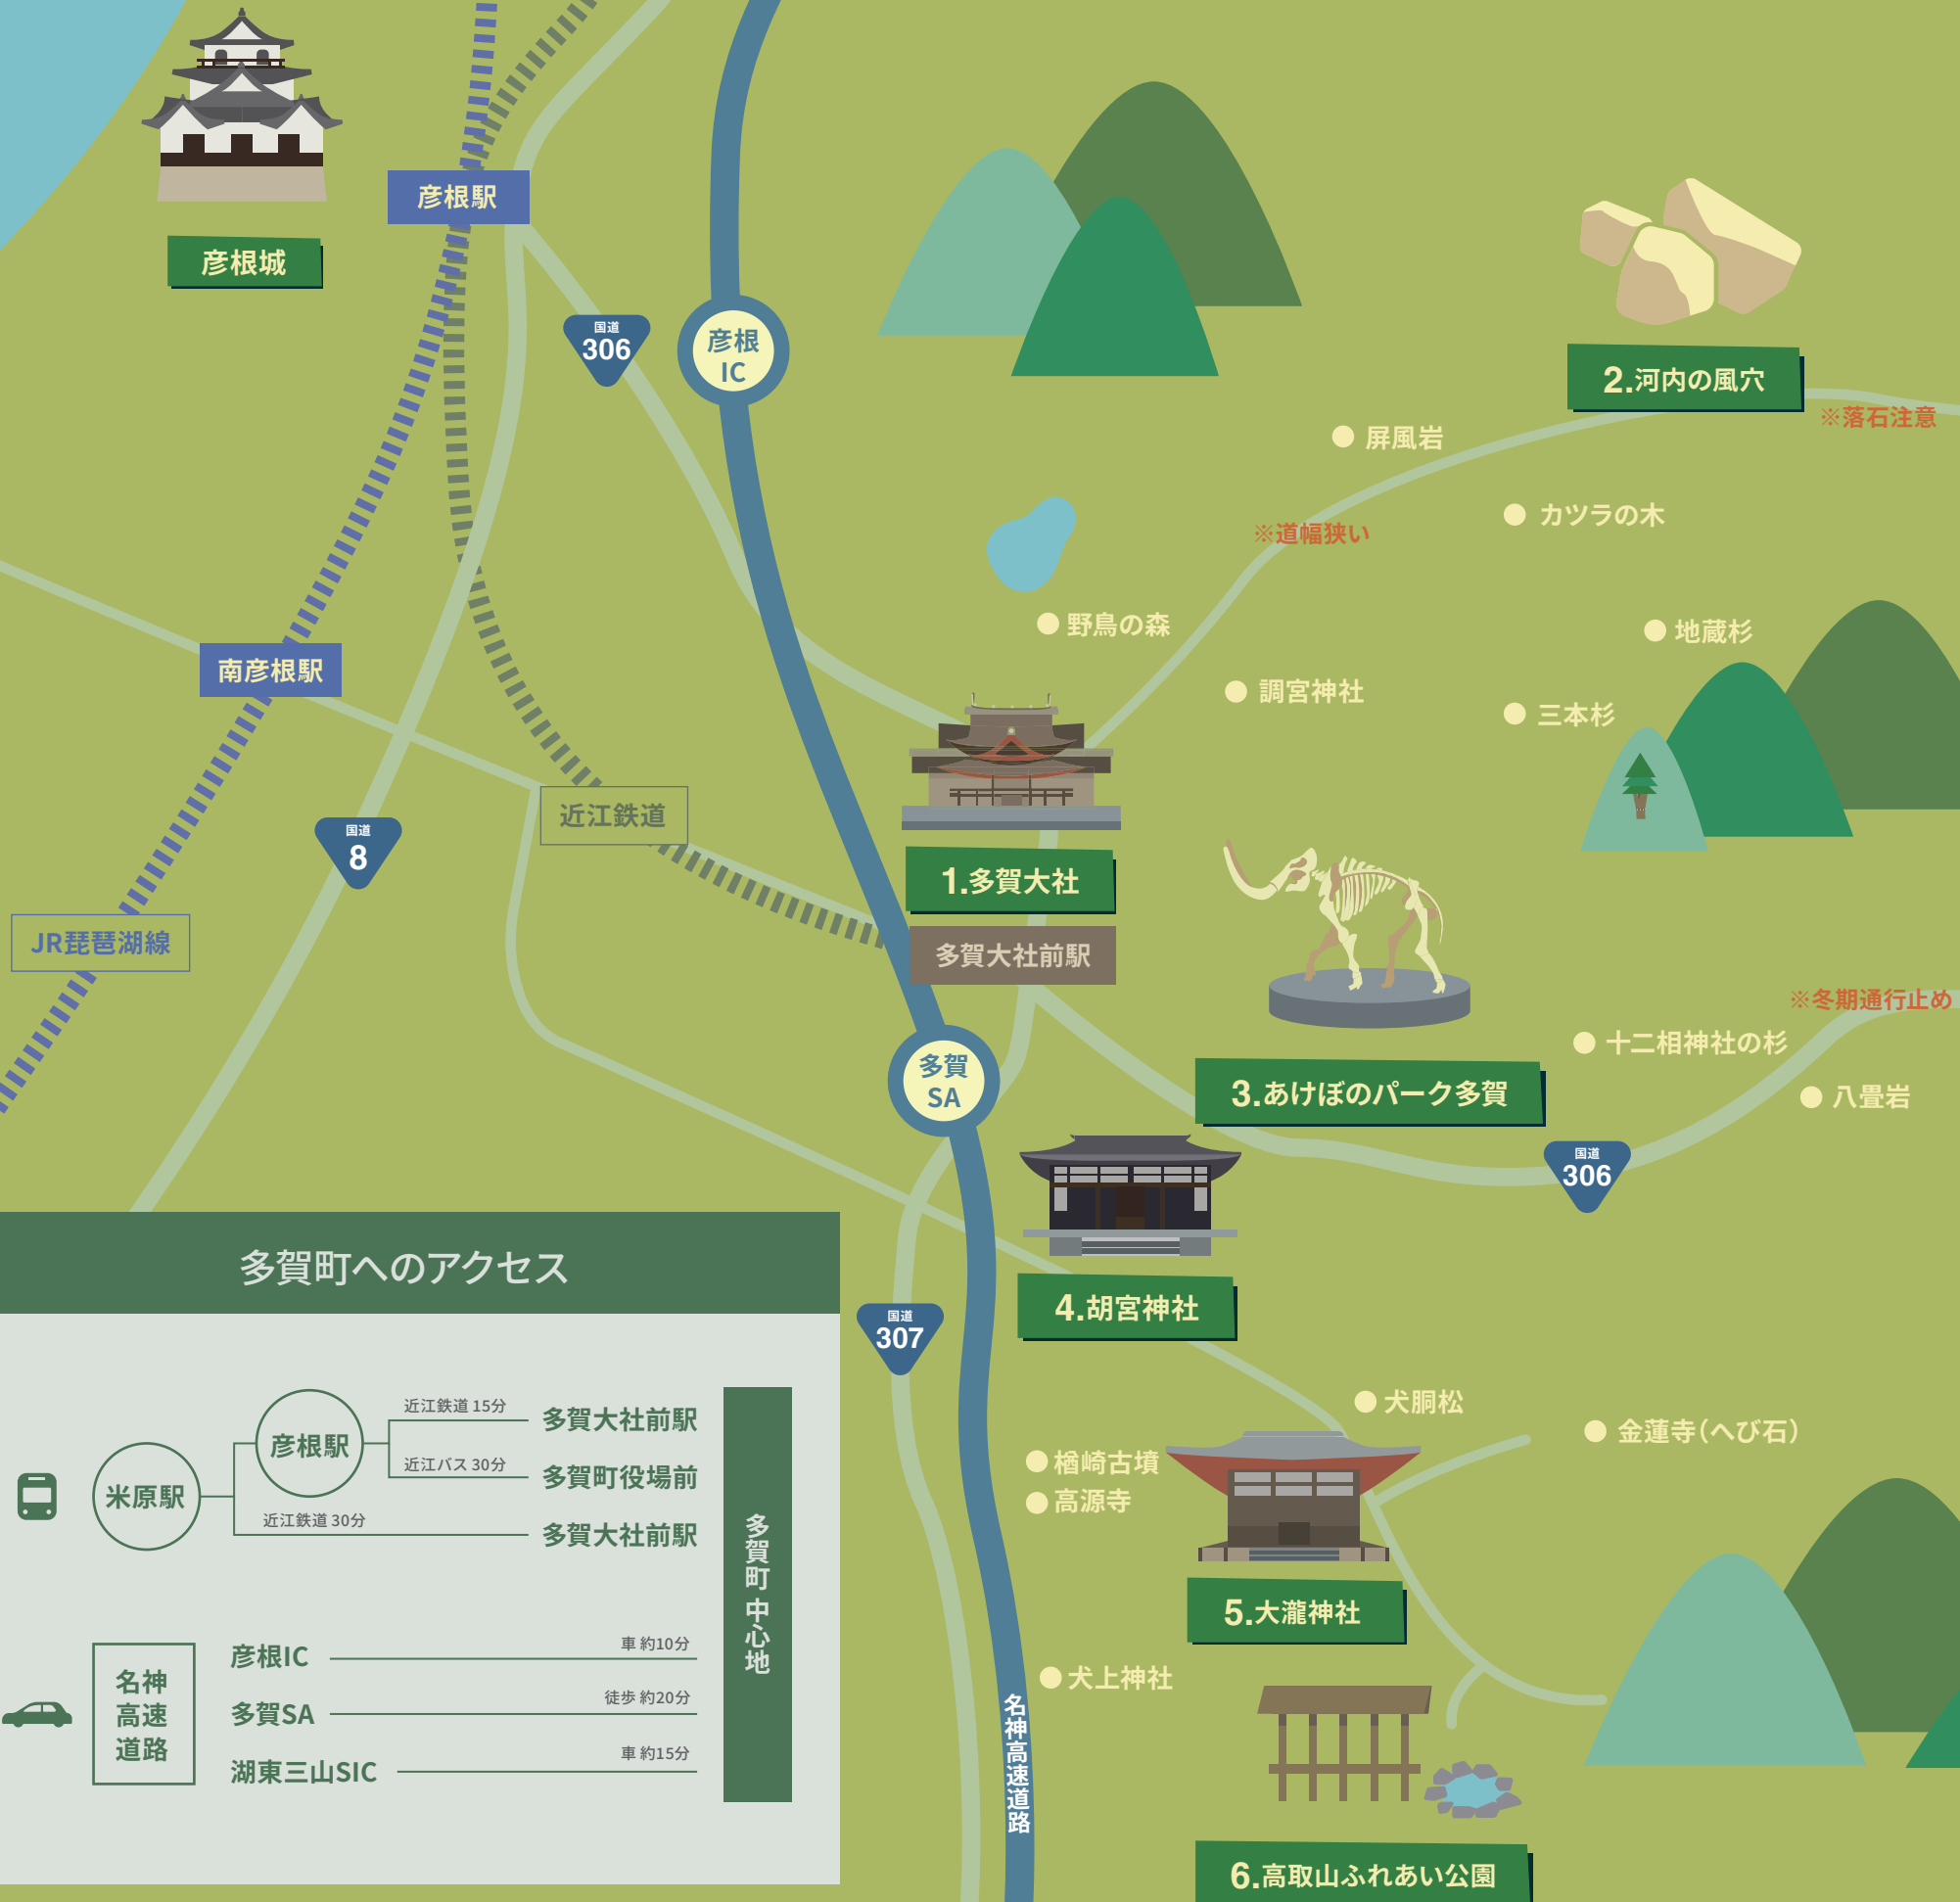 彦根駅
彦根城
国道
306
彦根
IC
2.河内の風穴
※落石注意
屏風岩
カツラの木
※道幅狭い
野鳥の森
地蔵杉
調宮神社
三本杉
南彦根駅
近江鉄道
国道
8
JR琵琶湖線
1.多賀大社
多賀大社前駅
※冬期通行止め
十二相神社の杉
多賀
SA
3.あけぼのパーク多賀
八畳岩
国道
306
4.胡宮神社
国道
307
犬胴松
金蓮寺(へび石)
楢崎古墳
高源寺
5.大瀧神社
犬上神社
名神高速道路
6.高取山ふれあい公園
多賀町へのアクセス
米原駅
彦根駅
近江鉄道 15分
多賀大社前駅
近江バス 30分
多賀町役場前
近江鉄道 30分
多賀大社前駅
名神
高速
道路
彦根IC
車 約10分
多賀SA
徒歩 約20分
湖東三山SIC
車 約15分
多賀町 中心地